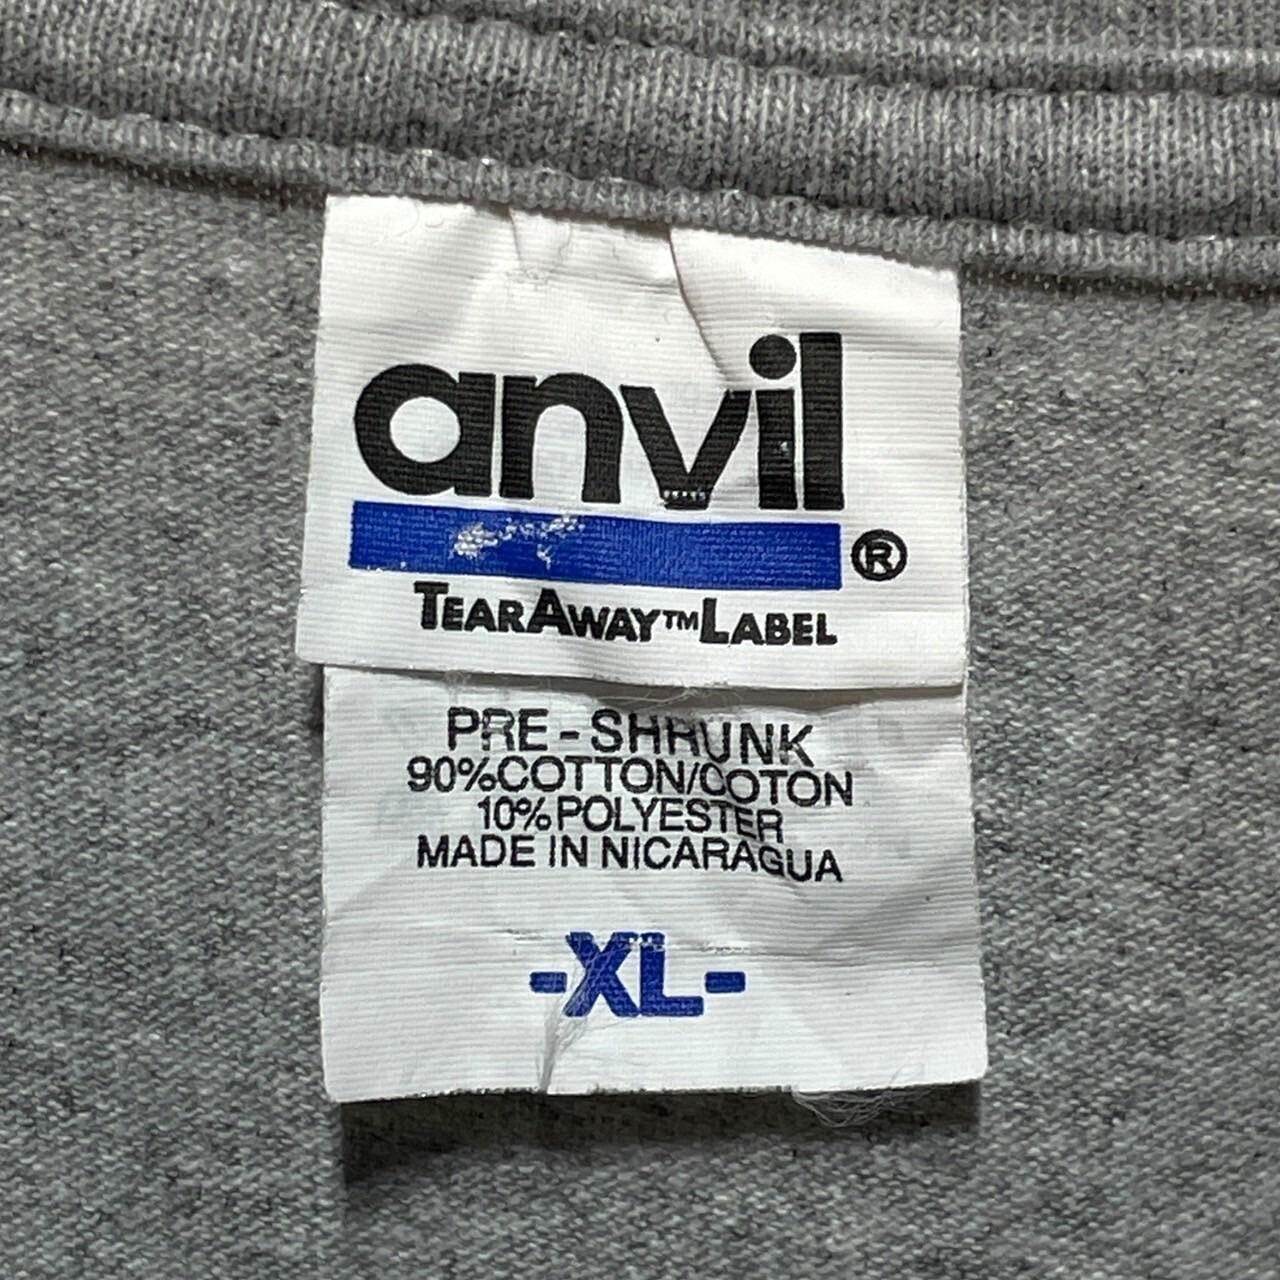 anvil
®
TEARAWAY™LABEL
PRE-SHRUNK
90%COTTON/COTON
10%POLYESTER
MADE IN NICARAGUA
-XL-